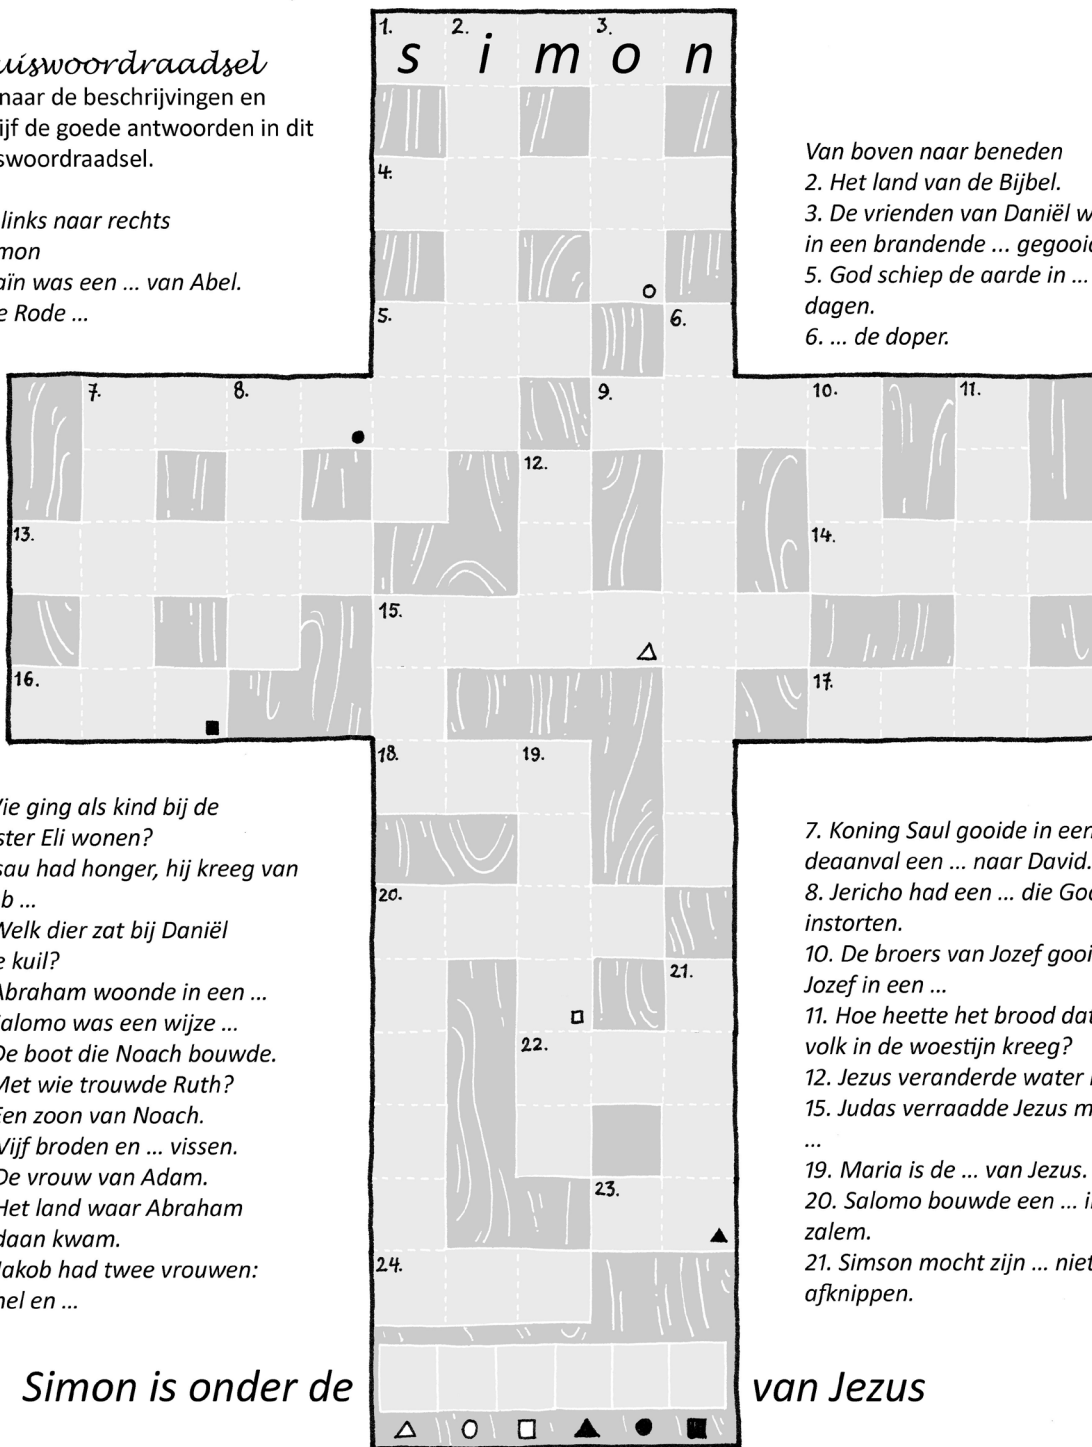 uiswoordraadsel
naar de beschrijvingen en
ijf de goede antwoorden in dit
swoordraadsel.
links naar rechts
mon
aïn was een ... van Abel.
e Rode ...
1. 2. 3.
s i m o n
4.
5. 6.
7. 8. 9. 10. 11.
12.
13. 14.
15.
16. 17.
18. 19.
20.
21.
22.
23.
24.
Van boven naar beneden
2. Het land van de Bijbel.
3. De vrienden van Daniël w
in een brandende ... gegooi
5. God schiep de aarde in ...
dagen.
6. ... de doper.
Vie ging als kind bij de
ster Eli wonen?
sau had honger, hij kreeg van
b ...
Welk dier zat bij Daniël
e kuil?
Abraham woonde in een ...
alomo was een wijze ...
De boot die Noach bouwde.
Met wie trouwde Ruth?
Een zoon van Noach.
Vijf broden en ... vissen.
De vrouw van Adam.
Het land waar Abraham
daan kwam.
Jakob had twee vrouwen:
hel en ...
7. Koning Saul gooide in een
deaanval een ... naar David.
8. Jericho had een ... die Go
instorten.
10. De broers van Jozef gooi
Jozef in een ...
11. Hoe heette het brood dat
volk in de woestijn kreeg?
12. Jezus veranderde water
15. Judas verraadde Jezus m
...
19. Maria is de ... van Jezus.
20. Salomo bouwde een ... i
zalem.
21. Simson mocht zijn ... niet
afknippen.
Simon is onder de van Jezus